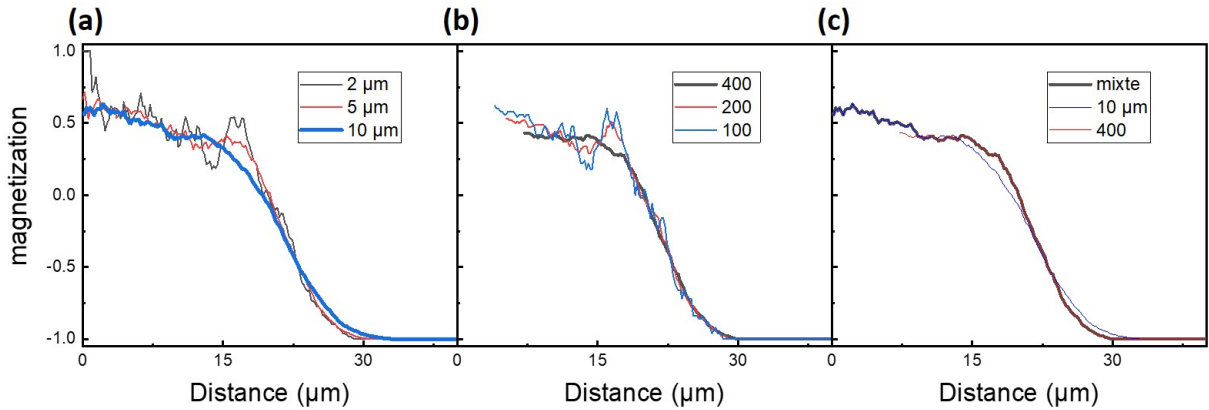 (a)
(b)
(c)
1.0
0.5
0.0
-0.5
-1.0
magnetization
2 µm
5 µm
10 µm
400
200
100
mixte
10 µm
400
0 15 30
0 15 30
0 15 30
Distance (µm)
Distance (µm)
Distance (µm)